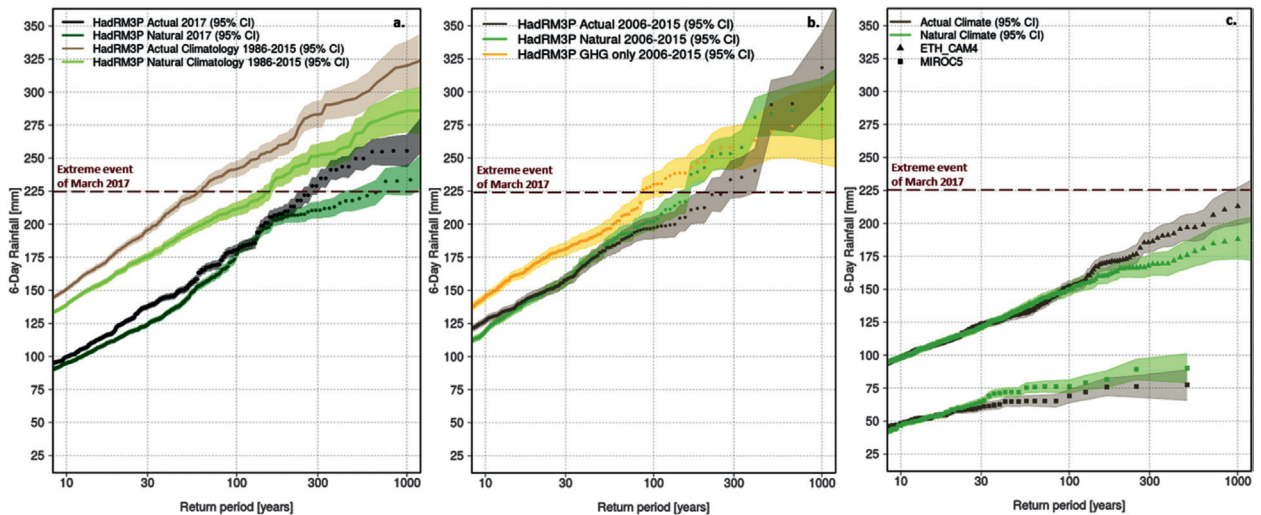 a.
HadRM3P Actual 2017 (95% CI)
HadRM3P Natural 2017 (95% CI)
HadRM3P Actual Climatology 1986-2015 (95% CI)
HadRM3P Natural Climatology 1986-2015 (95% CI)
Extreme event
of March 2017
6-Day Rainfall [mm]
350
325
300
275
250
225
200
175
150
125
100
75
50
25
10
30
100
300
1000
Return period [years]
b.
HadRM3P Actual 2006-2015 (95% CI)
HadRM3P Natural 2006-2015 (95% CI)
HadRM3P GHG only 2006-2015 (95% CI)
Extreme event
of March 2017
6-Day Rainfall [mm]
350
325
300
275
250
225
200
175
150
125
100
75
50
25
10
30
100
300
1000
Return period [years]
c.
Actual Climate (95% CI)
Natural Climate (95% CI)
ETH_CAM4
MIROC5
Extreme event
of March 2017
6-Day Rainfall [mm]
350
325
300
275
250
225
200
175
150
125
100
75
50
25
10
30
100
300
1000
Return period [years]